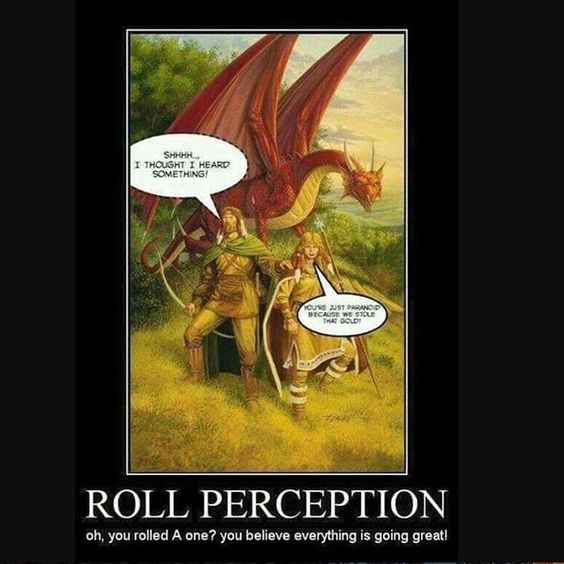 SHHHH...,
I THOUGHT I HEARD
SOMETHING!
YOU'RE JUST PARANOID
BECAUSE WE STOLE
THAT GOLD!
ROLL PERCEPTION
oh, you rolled A one? you believe everything is going great!